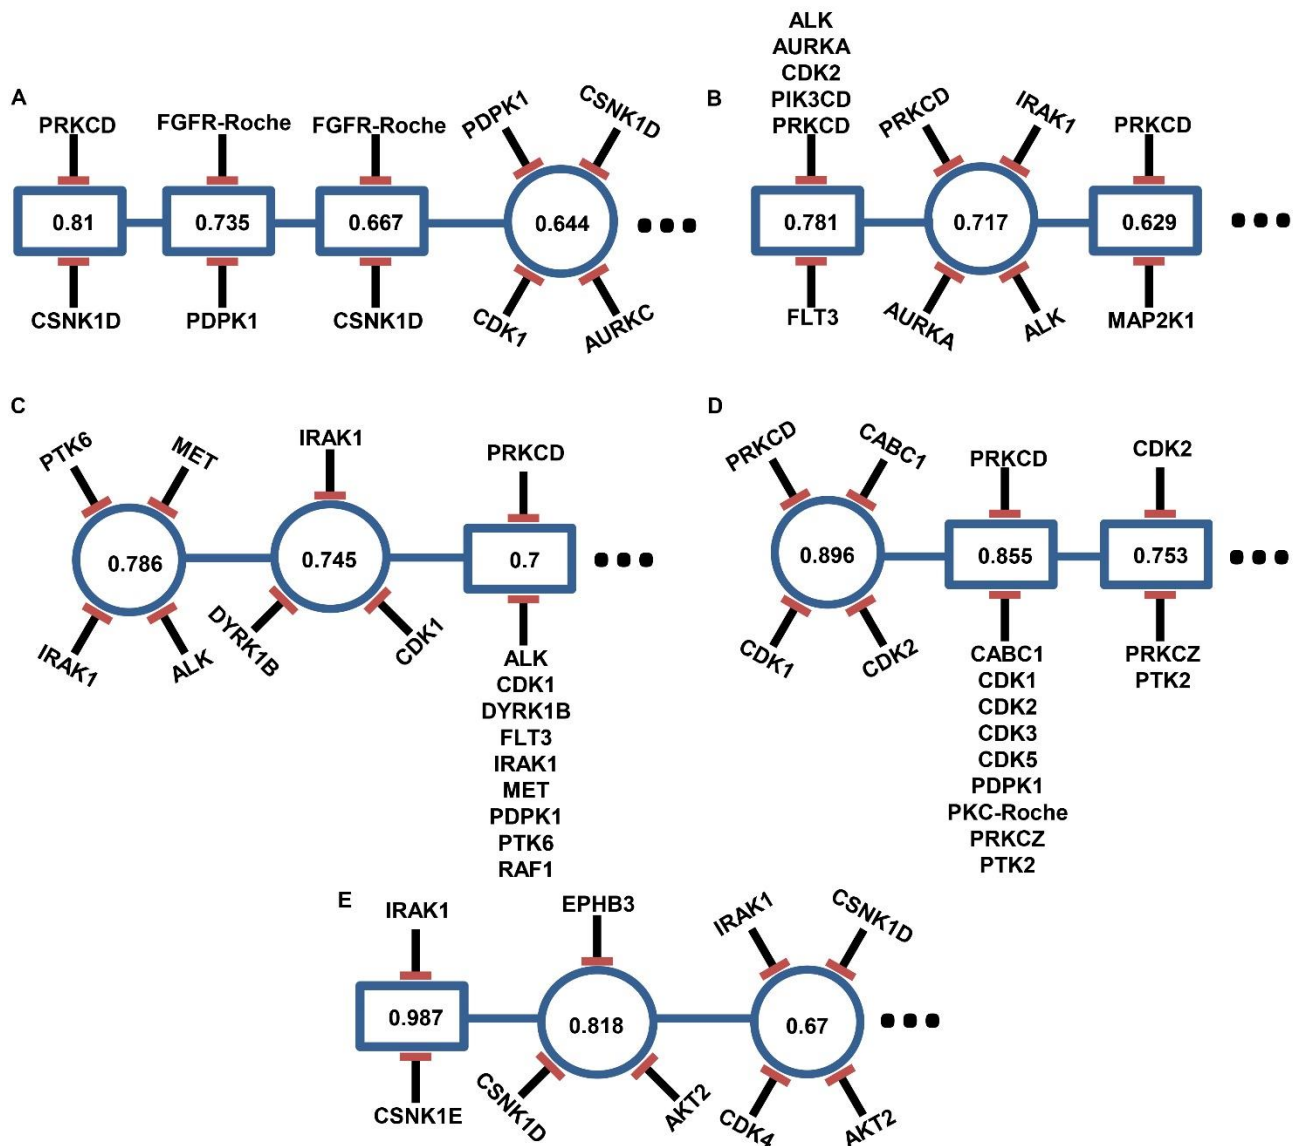 A
PRKCD
FGFR-Roche
FGFR-Roche
PDPK1
CSNK1D
0.81
0.735
0.667
0.644
CSNK1D
PDPK1
CSNK1D
CDK1
AURKC
B
ALK
AURKA
CDK2
PIK3CD
PRKCD
PRKCD
IRAK1
PRKCD
0.781
0.717
0.629
FLT3
AURKA
ALK
MAP2K1
C
PTK6
MET
IRAK1
PRKCD
0.786
0.745
0.7
IRAK1
ALK
DYRK1B
CDK1
ALK
CDK1
DYRK1B
FLT3
IRAK1
MET
PDPK1
PTK6
RAF1
D
PRKCD
CABC1
PRKCD
CDK2
0.896
0.855
0.753
CDK1
CDK2
CABC1
CDK1
CDK2
CDK3
CDK5
PDPK1
PKC-Roche
PRKCZ
PTK2
PRKCZ
PTK2
E
IRAK1
EPHB3
IRAK1
CSNK1D
0.987
0.818
0.67
CSNK1E
CSNK1D
AKT2
CDK4
AKT2